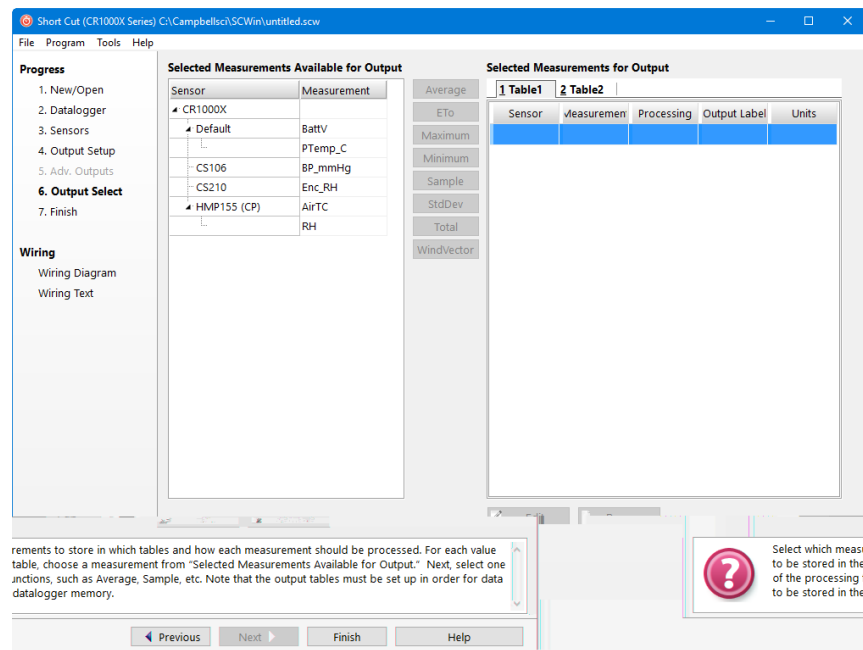 Short Cut (CR1000X Series) C:\Campbellsci\SCWin\untitled.scw
File Program Tools Help
Progress
1. New/Open
2. Datalogger
3. Sensors
4. Output Setup
5. Adv. Outputs
6. Output Select
7. Finish
Wiring
Wiring Diagram
Wiring Text
Selected Measurements Available for Output
Sensor Measurement
CR1000X
Default BattV
PTemp_C
CS106 BP_mmHg
CS210 Enc_RH
HMP155 (CP) AirTC
RH
Average
ETo
Maximum
Minimum
Sample
StdDev
Total
WindVector
Selected Measurements for Output
1 Table1 2 Table2
Sensor Measurement Processing Output Label Units
rements to store in which tables and how each measurement should be processed. For each value
table, choose a measurement from "Selected Measurements Available for Output." Next, select one
unctions, such as Average, Sample, etc. Note that the output tables must be set up in order for data
datalogger memory.
Select which measu
to be stored in the
of the processing
to be stored in the
Previous Next Finish Help